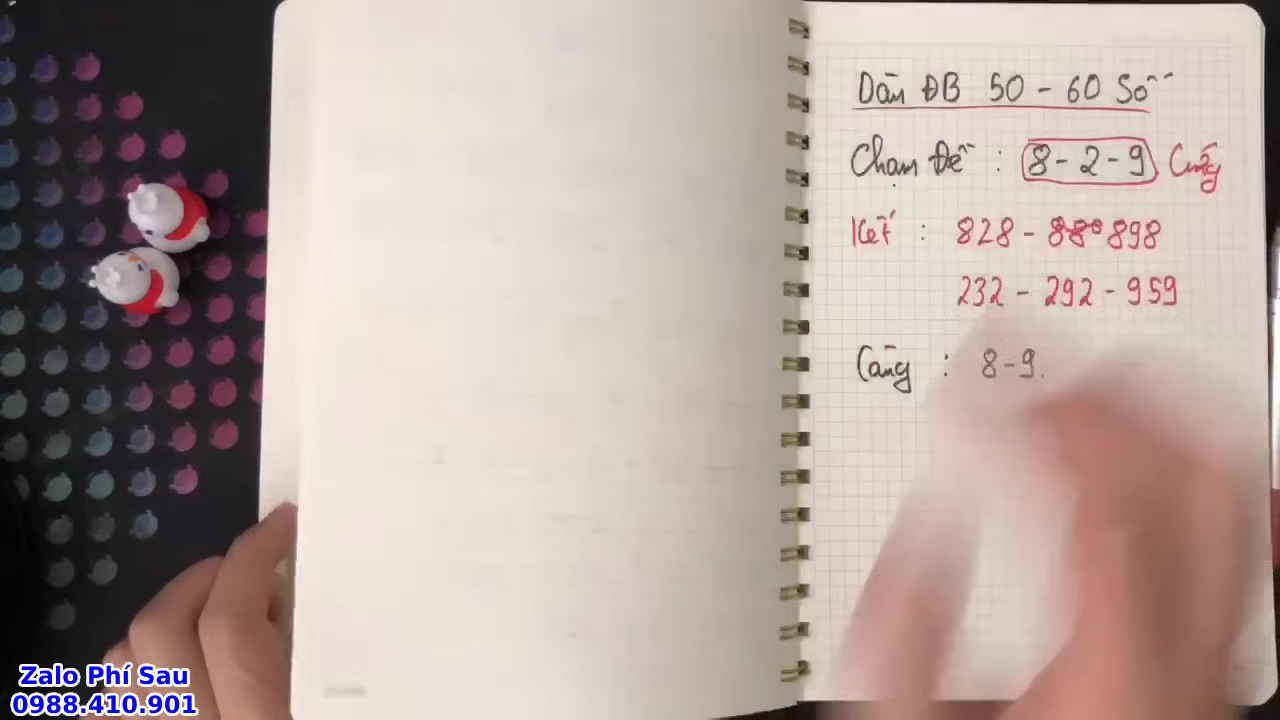 Dàn ĐB 50 - 60 Số
Chạm Đề : 8 - 2 - 9 Cứng
Kết : 828 - 898
232 - 292 - 959
Càng : 8 - 9.
Zalo Phí Sau
0988.410.901